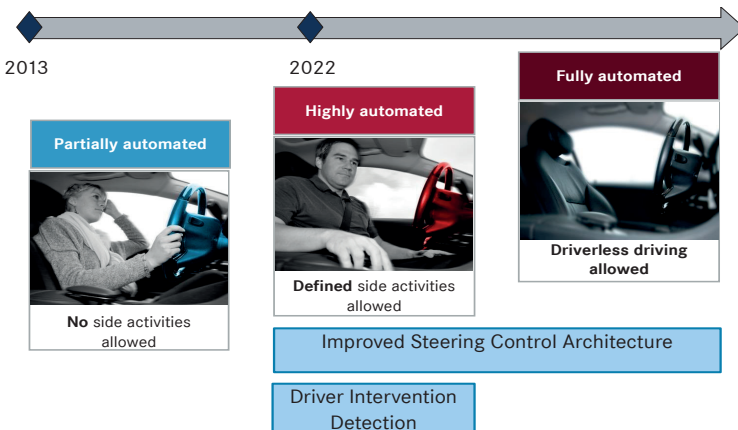 2013
2022
Partially automated
No side activities
allowed
Highly automated
Defined side activities
allowed
Fully automated
Driverless driving
allowed
Improved Steering Control Architecture
Driver Intervention
Detection